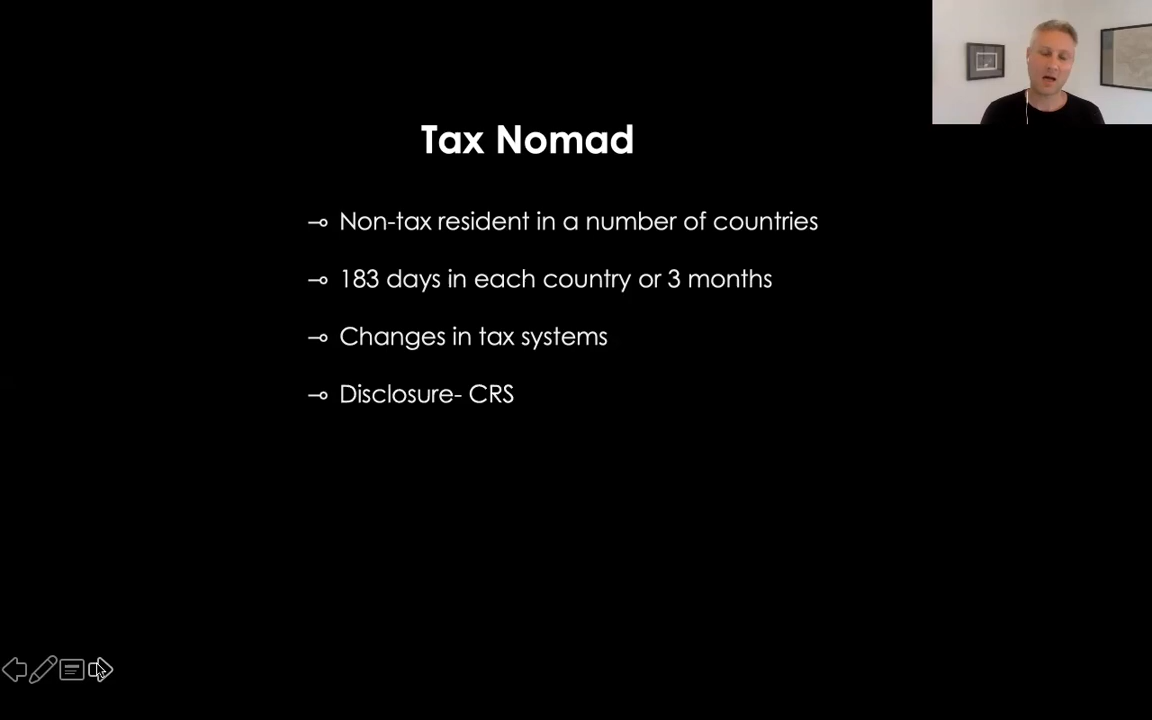 Tax Nomad
Non-tax resident in a number of countries
183 days in each country or 3 months
Changes in tax systems
Disclosure- CRS